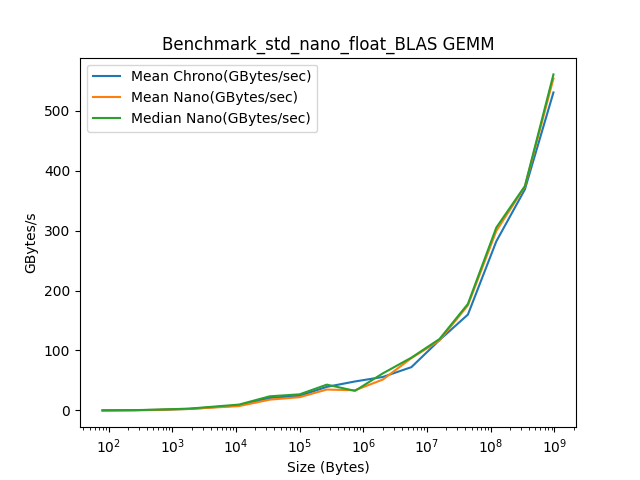 Benchmark_std_nano_float_BLAS GEMM
Mean Chrono(GBytes/sec)
Mean Nano(GBytes/sec)
Median Nano(GBytes/sec)
GBytes/s
500
400
300
200
100
0
10² 10³ 10⁴ 10⁵ 10⁶ 10⁷ 10⁸ 10⁹
Size (Bytes)